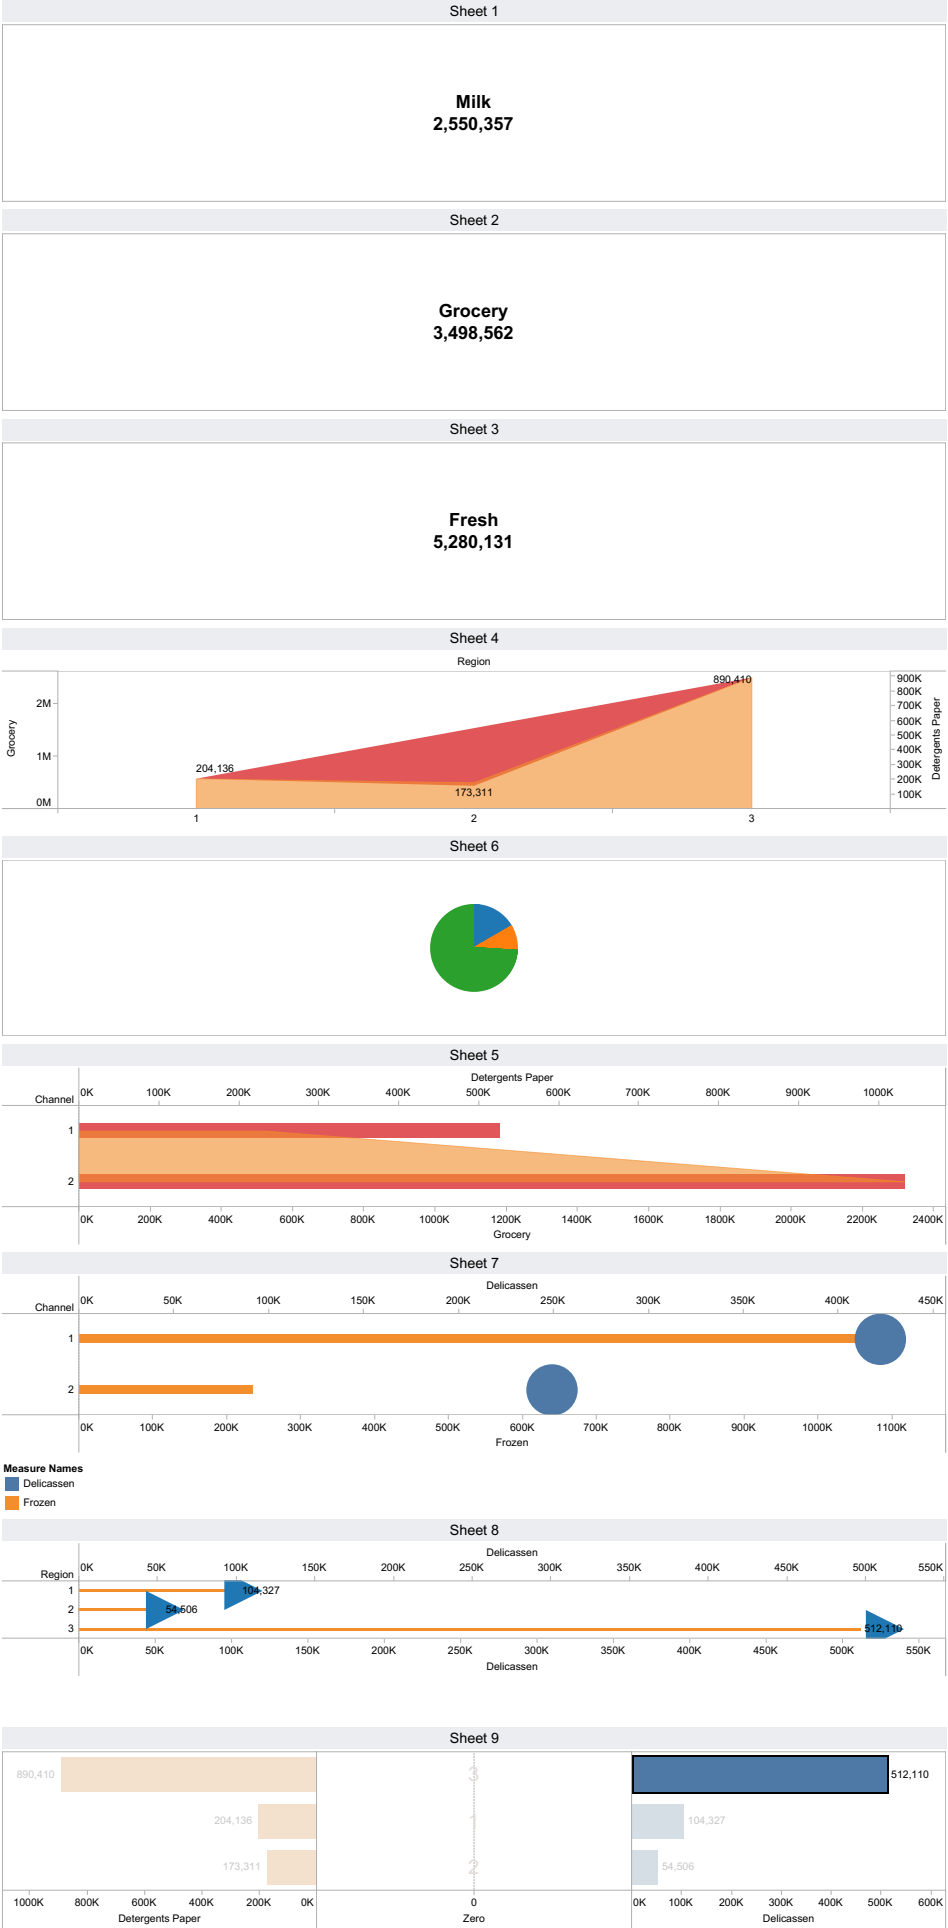 Sheet 1
Milk
2,550,357
Sheet 2
Grocery
3,498,562
Sheet 3
Fresh
5,280,131
Sheet 4
Region
Grocery
2M
1M
0M
204,136
173,311
890,410
900K
800K
700K
600K
500K
400K
300K
200K
100K
Detergents Paper
1 2 3
Sheet 6
Sheet 5
Detergents Paper
Channel
0K 100K 200K 300K 400K 500K 600K 700K 800K 900K 1000K
1
2
0K 200K 400K 600K 800K 1000K 1200K 1400K 1600K 1800K 2000K 2200K 2400K
Grocery
Sheet 7
Delicassen
Channel
0K 50K 100K 150K 200K 250K 300K 350K 400K 450K
1
2
0K 100K 200K 300K 400K 500K 600K 700K 800K 900K 1000K 1100K
Frozen
Measure Names
Delicassen
Frozen
Sheet 8
Delicassen
Region
0K 50K 100K 150K 200K 250K 300K 350K 400K 450K 500K 550K
1 104,327
2 54,506
3 512,110
0K 50K 100K 150K 200K 250K 300K 350K 400K 450K 500K 550K
Delicassen
Sheet 9
890,410 3 512,110
204,136 1 104,327
173,311 2 54,506
1000K 800K 600K 400K 200K 0K 0 0K 100K 200K 300K 400K 500K 600K
Detergents Paper Zero Delicassen